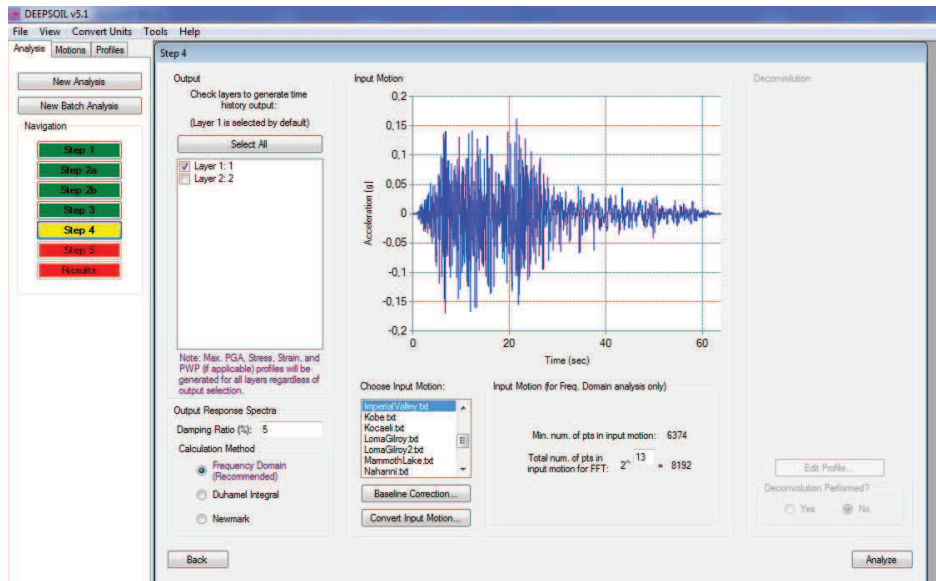 DEEPSOIL v5.1
File View Convert Units Tools Help
Analysis Motions Profiles
New Analysis
New Batch Analysis
Navigation
Step 1
Step 2a
Step 2b
Step 3
Step 4
Step 5
Results
Step 4
Output
Check layers to generate time
history output:
(Layer 1 is selected by default)
Select All
Layer 1: 1
Layer 2: 2
Note: Max. PGA, Stress, Strain, and
PWP (if applicable) profiles will be
generated for all layers regardless of
output selection.
Output Response Spectra
Damping Ratio (%): 5
Calculation Method
Frequency Domain
(Recommended)
Duhamel Integral
Newmark
Back
Input Motion
0,2
0,15
0,1
0,05
0
-0,05
-0,1
-0,15
-0,2
Acceleration (g)
0 20 40 60
Time (sec)
Choose Input Motion:
ImperialValley.txt
Kobe.txt
Kocaeli.txt
LomaGilroy.txt
LomaGilroy2.txt
MammothLake.txt
Nahanni.txt
Baseline Correction...
Convert Input Motion...
Input Motion (for Freq. Domain analysis only)
Min. num. of pts in input motion: 6374
Total num. of pts in
input motion for FFT: 2^ 13 = 8192
Deconvolution
Edit Profile...
Deconvolution Performed?
Yes No
Analyze